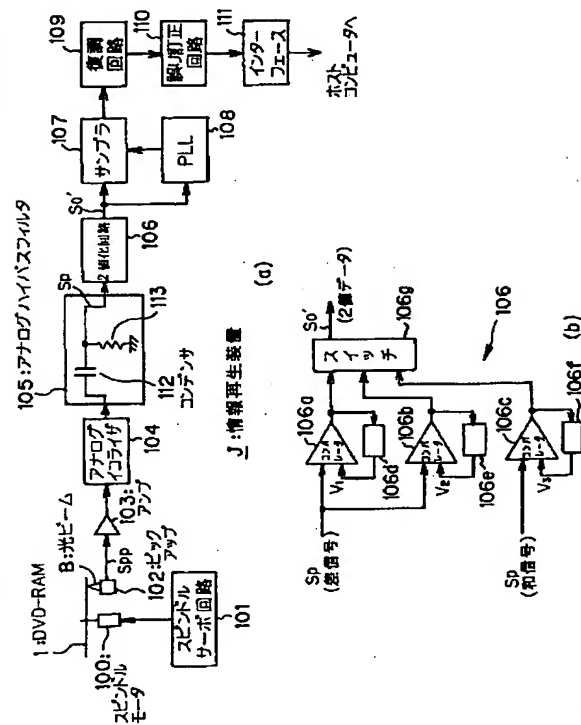 1:DVD-RAM
B:光ビーム
100:
スピンドル
モータ
Spp
102:ピック
アップ
スピンドル
サーボ回路
101
103:アンプ
アナログ
イコライザ
104
105:アナログハイパスフィルタ
112
コンデンサ
113
Sp
2値化回路
106
So'
サンプラ
107
PLL
108
復調
回路
109
誤り訂正
回路
110
インター
フェース
111
ホスト
コンピュータへ
(a)
J:情報再生装置
Sp
(差信号)
Sp
(和信号)
コンパ
レータ
106a
V1
106d
コンパ
レータ
106b
V2
106e
コンパ
レータ
106c
V3
106f
スイッチ
106g
So'
(2値データ)
106
(b)